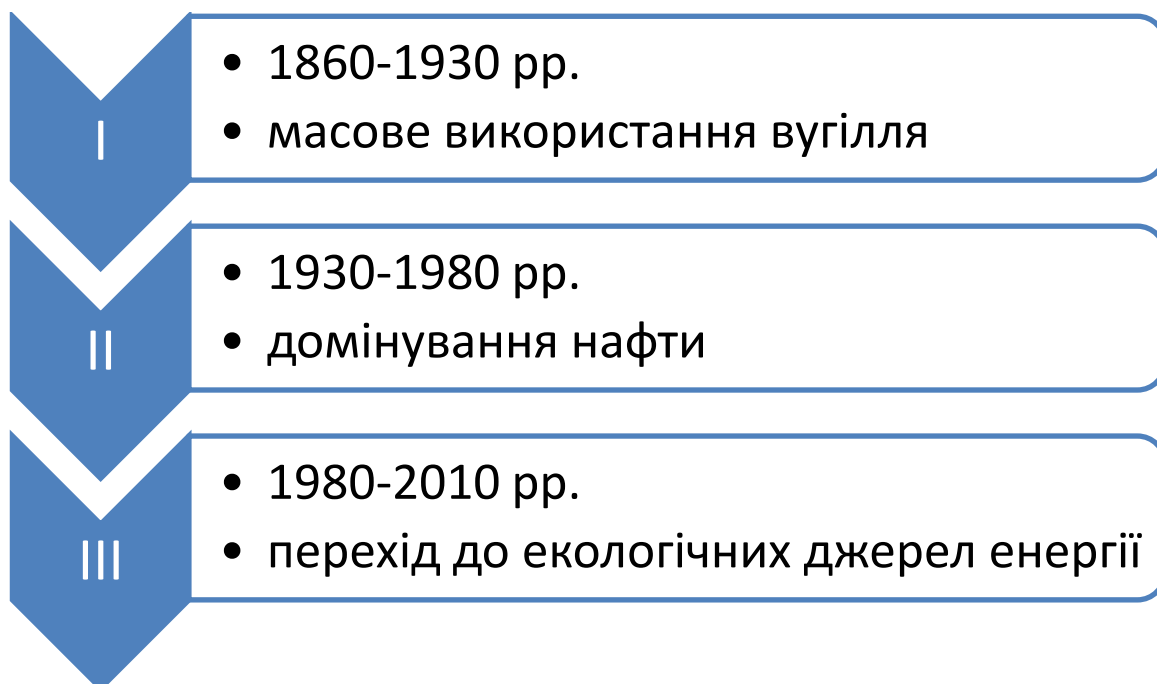 I
• 1860-1930 рр.
• масове використання вугілля
II
• 1930-1980 рр.
• домінування нафти
III
• 1980-2010 рр.
• перехід до екологічних джерел енергії